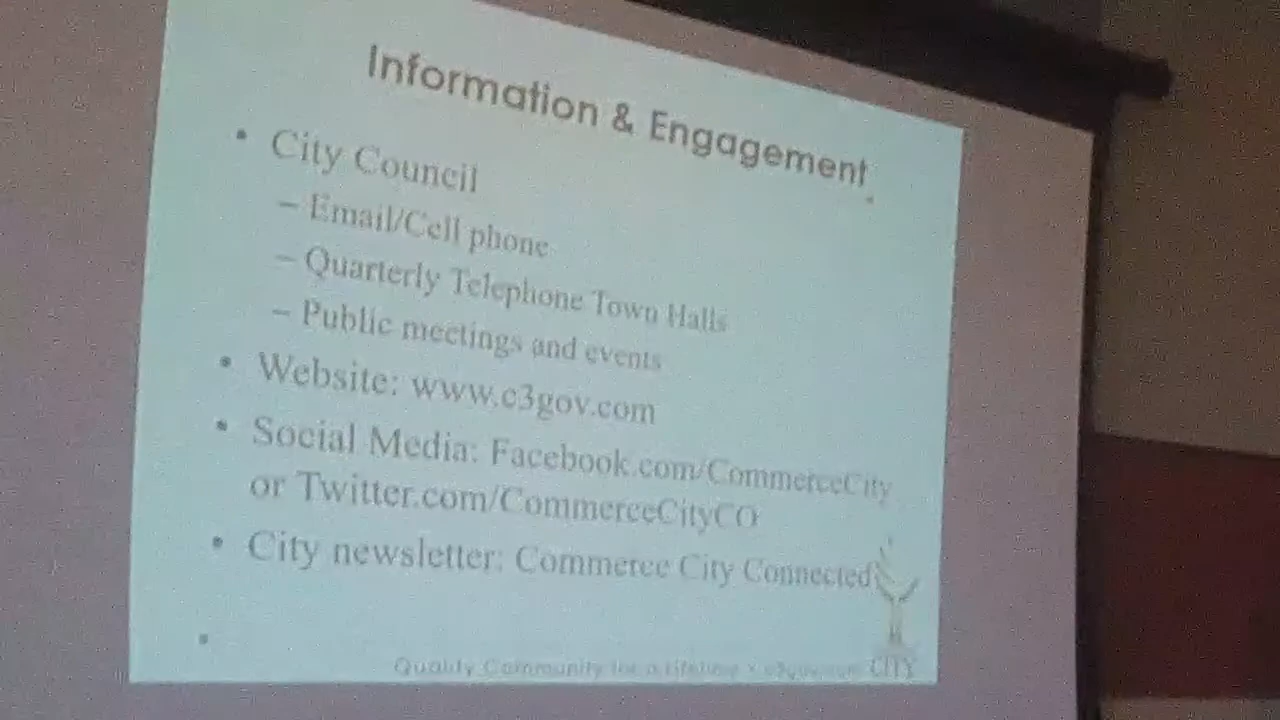 Information & Engagement
• City Council
– Email/Cell phone
– Quarterly Telephone Town Halls
– Public meetings and events
• Website: www.c3gov.com
• Social Media: Facebook.com/CommerceCity
or Twitter.com/CommerceCityCO
• City newsletter: Commerce City Connected
•
Quality Community for a Lifetime • CITY